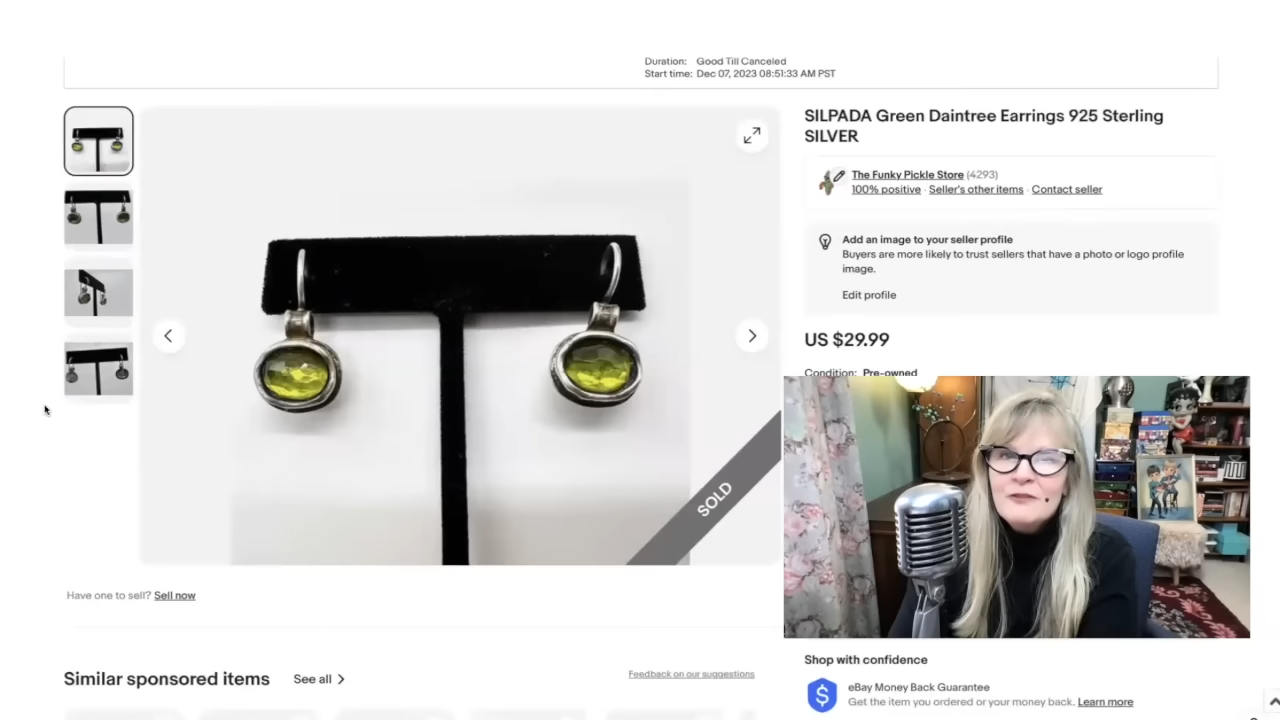 Duration: Good Till Canceled
Start time: Dec 07, 2023 08:51:33 AM PST
SILPADA Green Daintree Earrings 925 Sterling
SILVER
The Funky Pickle Store (4293)
100% positive · Seller's other items · Contact seller
Add an image to your seller profile
Buyers are more likely to trust sellers that have a photo or logo profile
image.
Edit profile
US $29.99
Condition: Pre-owned
SOLD
Have one to sell? Sell now
Similar sponsored items See all
Feedback on our suggestions
Shop with confidence
eBay Money Back Guarantee
Get the item you ordered or your money back. Learn more